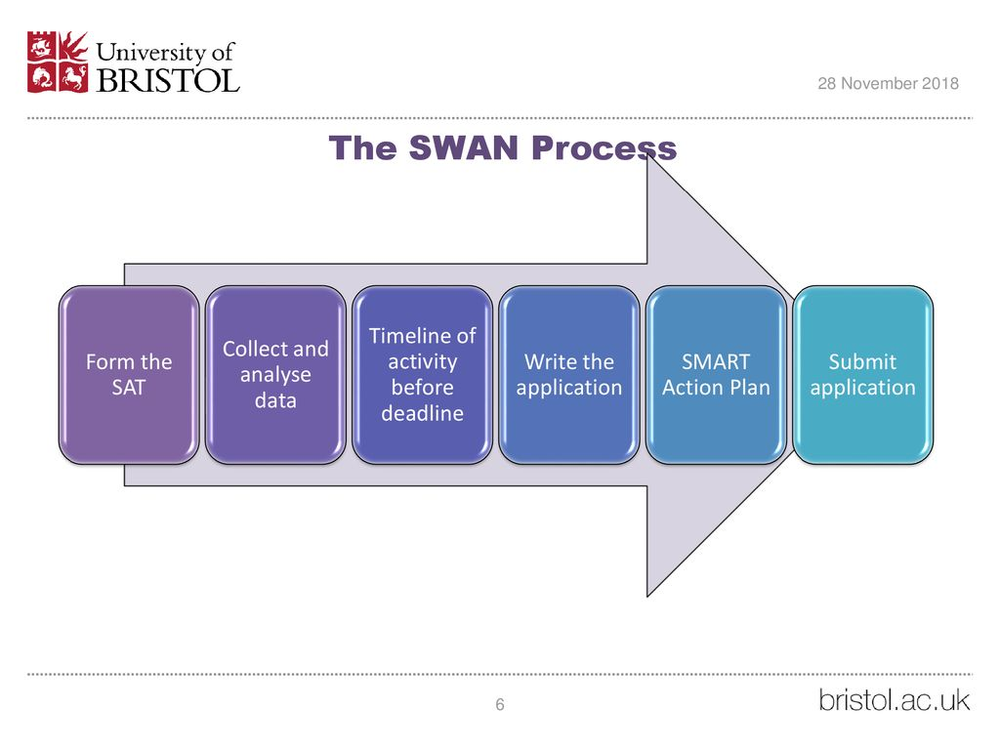 University of
BRISTOL
28 November 2018
The SWAN Process
Form the
SAT
Collect and
analyse
data
Timeline of
activity
before
deadline
Write the
application
SMART
Action Plan
Submit
application
6
bristol.ac.uk